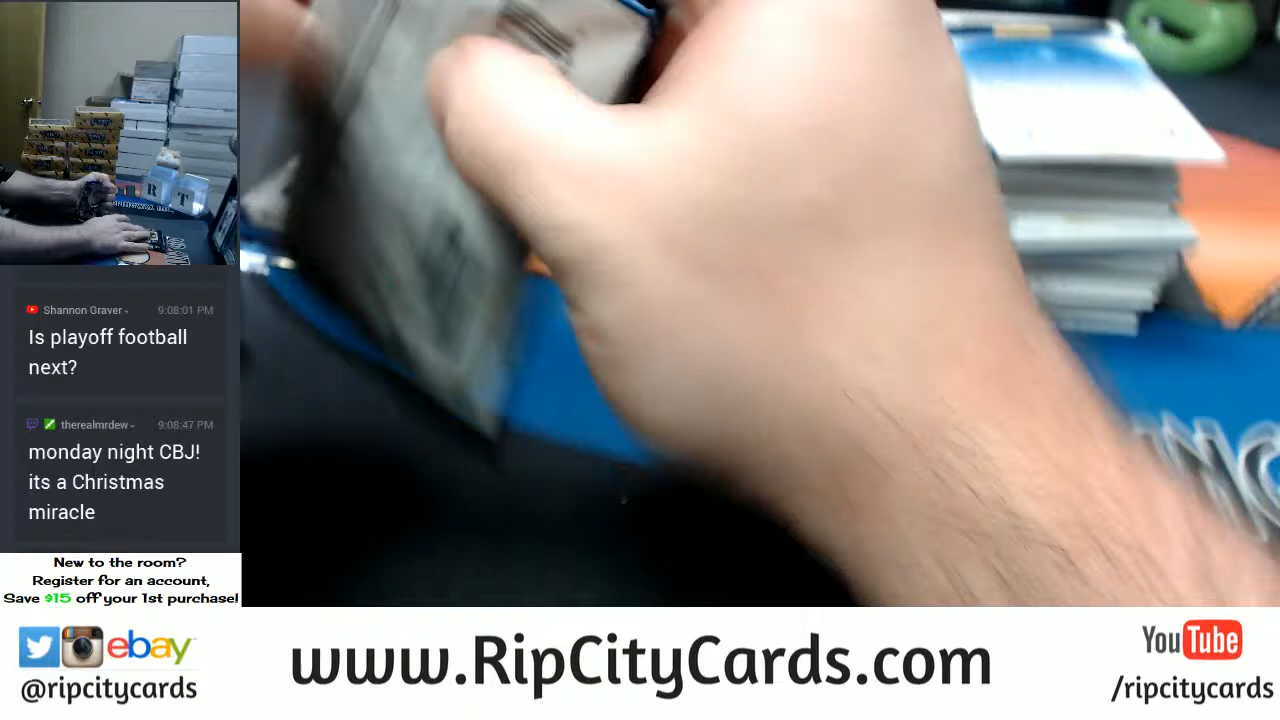 R T
Shannon Graver 9:08:01 PM
Is playoff football
next?
therealmrdew 9:08:47 PM
monday night CBJ!
its a Christmas
miracle
New to the room?
Register for an account,
Save $15 off your 1st purchase!
ebay
@ripcitycards
www.RipCityCards.com
YouTube
/ripcitycards